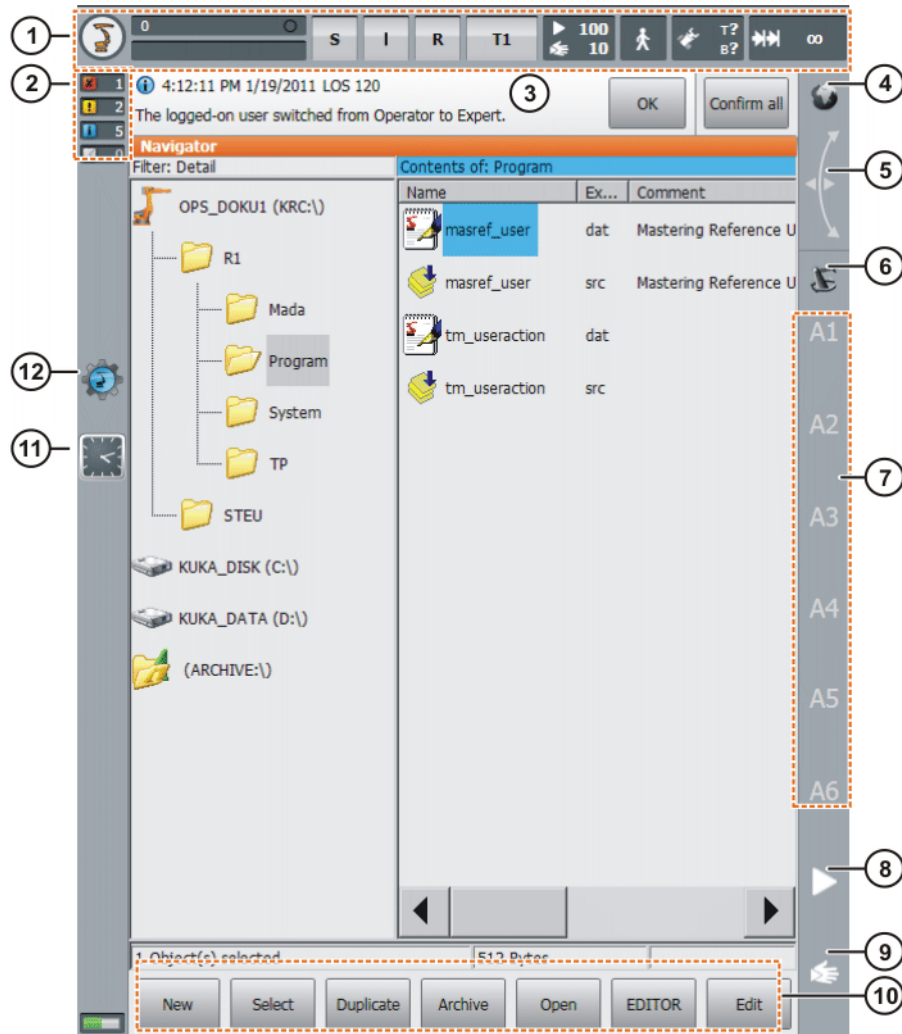 1
0
S I R T1
100
10
T?
B?
∞
2
1
2
5
0
4:12:11 PM 1/19/2011 LOS 120
The logged-on user switched from Operator to Expert.
3
OK
Confirm all
4
Navigator
Filter: Detail
Contents of: Program
5
Name Ex... Comment
OPS_DOKU1 (KRC:\)
masref_user dat Mastering Reference U
R1
masref_user src Mastering Reference U
6
Mada
tm_useraction dat
A1
12
Program
tm_useraction src
System
A2
11
TP
7
STEU
A3
KUKA_DISK (C:\)
KUKA_DATA (D:\)
A4
(ARCHIVE:\)
A5
A6
8
9
1 Object(s) selected 512 Bytes
New Select Duplicate Archive Open EDITOR Edit
10